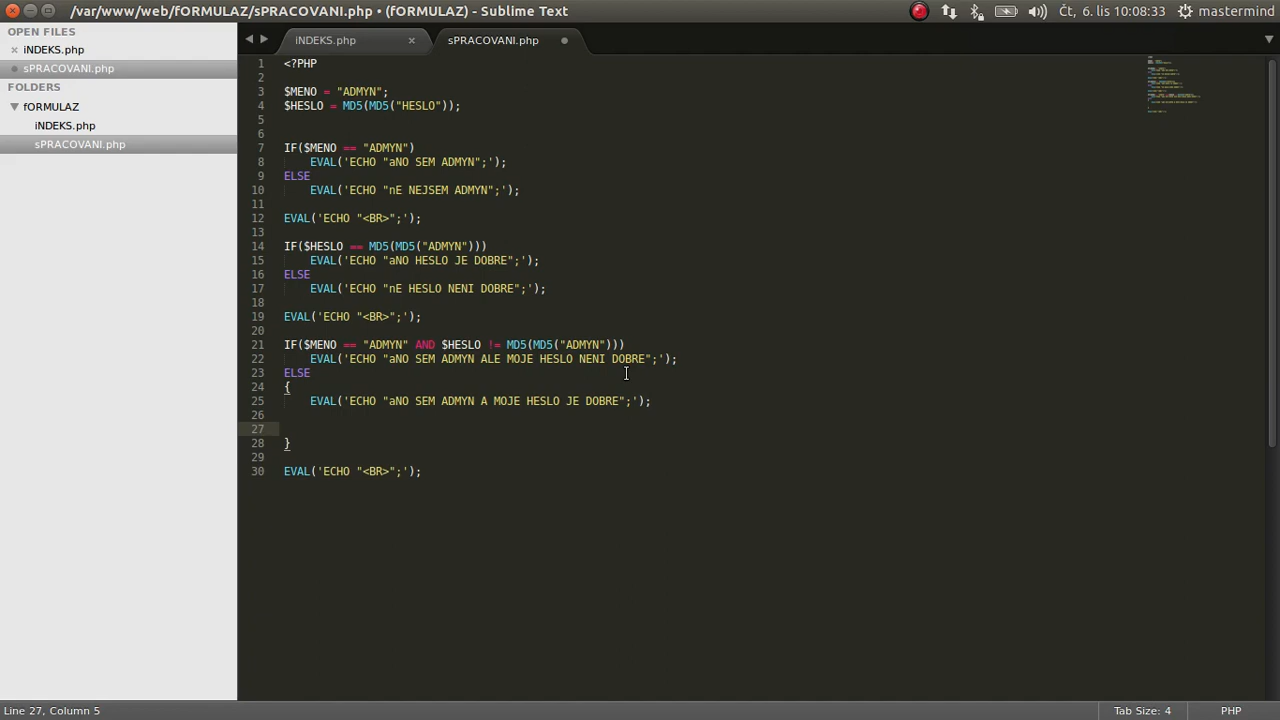 /var/www/web/fORMULAZ/sPRACOVANI.php • (fORMULAZ) - Sublime Text
Čt, 6. lis 10:08:33 mastermind
OPEN FILES
iNDEKS.php
sPRACOVANI.php
FOLDERS
fORMULAZ
iNDEKS.php
sPRACOVANI.php
iNDEKS.php sPRACOVANI.php
1 <?PHP
2
3 $MENO = "ADMYN";
4 $HESLO = MD5(MD5("HESLO"));
5
6
7 IF($MENO == "ADMYN")
8 EVAL('ECHO "aNO SEM ADMYN";');
9 ELSE
10 EVAL('ECHO "nE NEJSEM ADMYN";');
11
12 EVAL('ECHO "<BR>";');
13
14 IF($HESLO == MD5(MD5("ADMYN")))
15 EVAL('ECHO "aNO HESLO JE DOBRE";');
16 ELSE
17 EVAL('ECHO "nE HESLO NENI DOBRE";');
18
19 EVAL('ECHO "<BR>";');
20
21 IF($MENO == "ADMYN" AND $HESLO != MD5(MD5("ADMYN")))
22 EVAL('ECHO "aNO SEM ADMYN ALE MOJE HESLO NENI DOBRE";');
23 ELSE
24 {
25 EVAL('ECHO "aNO SEM ADMYN A MOJE HESLO JE DOBRE";');
26
27
28 }
29
30 EVAL('ECHO "<BR>";');
Line 27, Column 5
Tab Size: 4 PHP